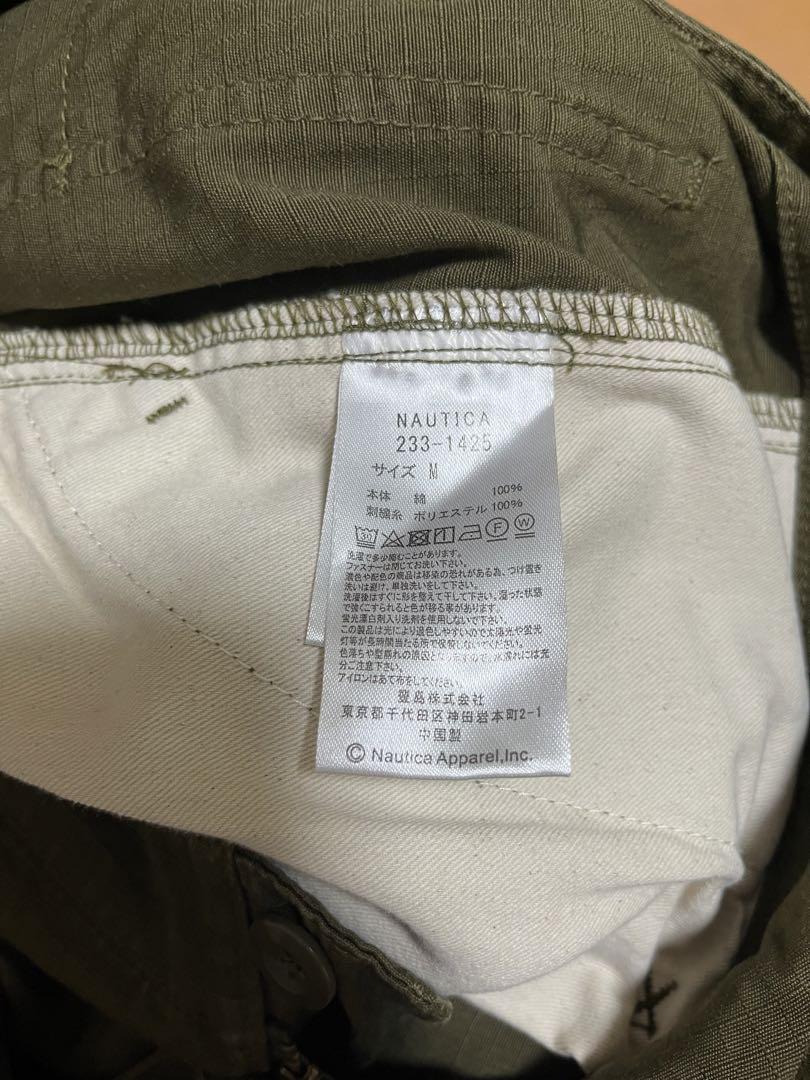 NAUTICA
233-1425
サイズ M
本体 綿 100%
刺繍糸 ポリエステル 100%
30 F W
洗濯で多少縮むことがあります。
ファスナーは閉じてお洗い下さい。
濃色や配色の商品は移染の恐れがある為、つけ置き
洗いは避け、単独洗いをして下さい。
洗濯後はすぐに形を整えて干して下さい。湿った状態
で強くこすられると色が移る事があります。
蛍光漂白剤入り洗剤を使用しないで下さい。
この製品は光により退色しやすいので太陽光や蛍光
灯等が長時間当たる所で保管しないでください。
色落ちや型崩れの原因となりますので、水濡れには充
分ご注意下さい。
アイロンはあて布をしてください。
豊島株式会社
東京都千代田区神田岩本町2-1
中国製
© Nautica Apparel,Inc.